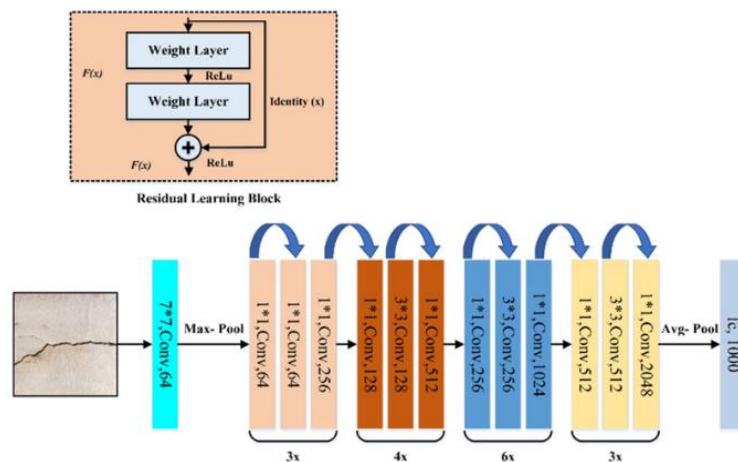 Weight Layer
ReLu
F(x)
Weight Layer
Identity (x)
F(x)
ReLu
Residual Learning Block
7*7,Conv,64
Max- Pool
1*1,Conv,64
1*1,Conv,64
1*1,Conv,256
1*1,Conv,128
3*3,Conv,128
1*1,Conv,512
1*1,Conv,256
3*3,Conv,256
1*1,Conv,1024
1*1,Conv,512
3*3,Conv,512
1*1,Conv,2048
Avg- Pool
fc, 1000
3x
4x
6x
3x